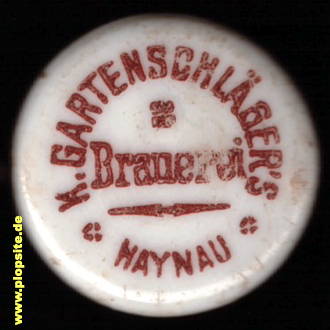 K. GARTENSCHLÄGER'S
Brauerei
HAYNAU
www.plopsite.de